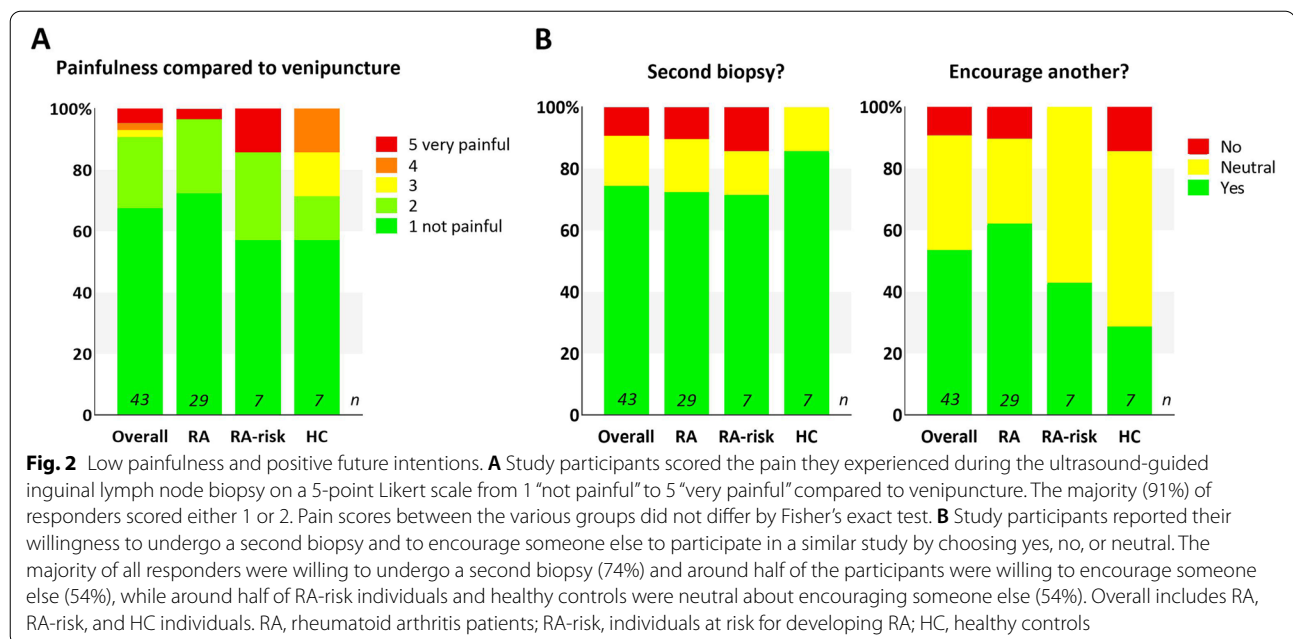 A
Painfulness compared to venipuncture
100%
80
60
40
20
0
5 very painful
4
3
2
1 not painful
43 29 7 7 n
Overall RA RA-risk HC
B
Second biopsy?
100%
80
60
40
20
0
43 29 7 7 n
Overall RA RA-risk HC
Encourage another?
100%
80
60
40
20
0
No
Neutral
Yes
43 29 7 7 n
Overall RA RA-risk HC
Fig. 2 Low painfulness and positive future intentions. A Study participants scored the pain they experienced during the ultrasound-guided
inguinal lymph node biopsy on a 5-point Likert scale from 1 “not painful” to 5 “very painful” compared to venipuncture. The majority (91%) of
responders scored either 1 or 2. Pain scores between the various groups did not differ by Fisher’s exact test. B Study participants reported their
willingness to undergo a second biopsy and to encourage someone else to participate in a similar study by choosing yes, no, or neutral. The
majority of all responders were willing to undergo a second biopsy (74%) and around half of the participants were willing to encourage someone
else (54%), while around half of RA-risk individuals and healthy controls were neutral about encouraging someone else (54%). Overall includes RA,
RA-risk, and HC individuals. RA, rheumatoid arthritis patients; RA-risk, individuals at risk for developing RA; HC, healthy controls